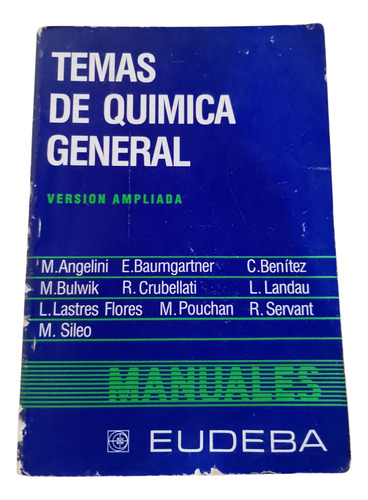 TEMAS
DE QUIMICA
GENERAL
VERSION AMPLIADA
M.Angelini E.Baumgartner C.Benítez
M.Bulwik R.Crubellati L.Landau
L.Lastres Flores M.Pouchan R.Servant
M. Sileo
MANUALES
EUDEBA